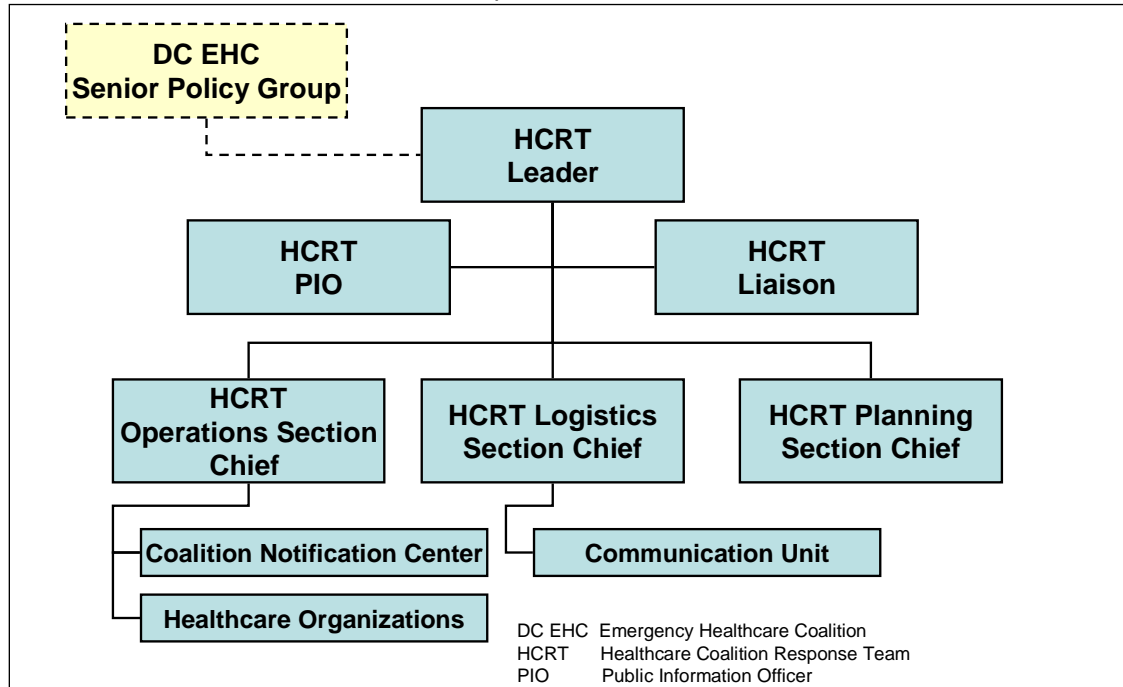 DC EHC
Senior Policy Group
HCRT
Leader
HCRT
PIO
HCRT
Liaison
HCRT
Operations Section
Chief
HCRT Logistics
Section Chief
HCRT Planning
Section Chief
Coalition Notification Center
Communication Unit
Healthcare Organizations
DC EHC Emergency Healthcare Coalition
HCRT Healthcare Coalition Response Team
PIO Public Information Officer